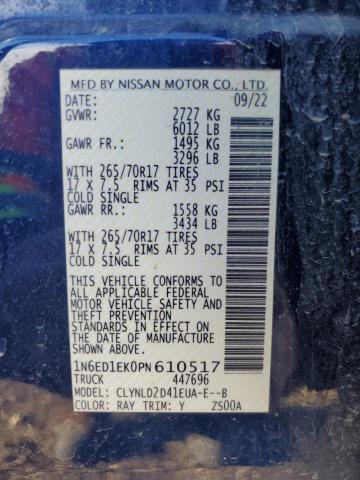 MFD BY NISSAN MOTOR CO., LTD.
DATE: 09/22
GVWR: 2727 KG
6012 LB
GAWR FR.: 1495 KG
3296 LB
WITH 265/70R17 TIRES
17 X 7.5 RIMS AT 35 PSI
COLD SINGLE
GAWR RR.: 1558 KG
3434 LB
WITH 265/70R17 TIRES
17 X 7.5 RIMS AT 35 PSI
COLD SINGLE
THIS VEHICLE CONFORMS TO
ALL APPLICABLE FEDERAL
MOTOR VEHICLE SAFETY AND
THEFT PREVENTION
STANDARDS IN EFFECT ON
THE DATE OF MANUFACTURE
SHOWN ABOVE.
1N6ED1EK0PN610517
TRUCK 447696
MODEL: CLYNLD2D41EUA-E--B
COLOR: RAY TRIM: Y ZS00A